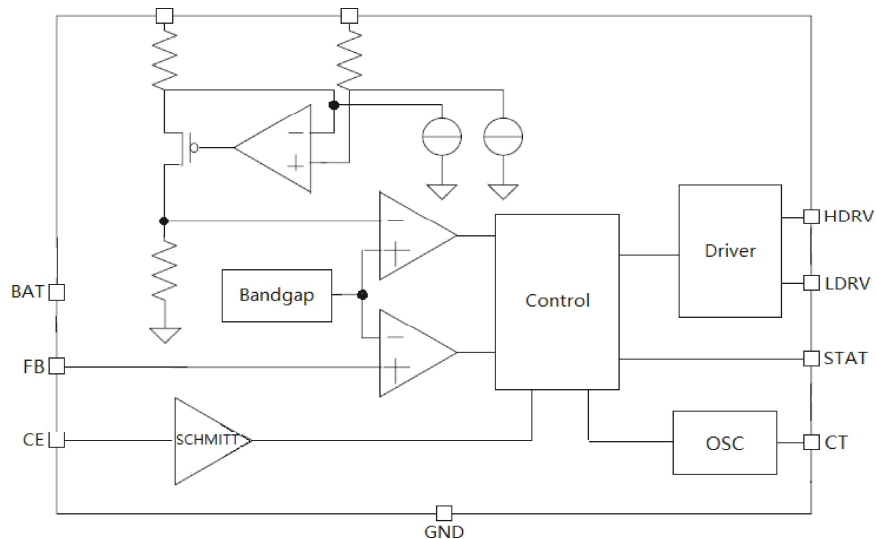 HDRV
Driver
BAT
Bandgap
Control
LDRV
FB
STAT
CE
SCHMITT
OSC
CT
GND